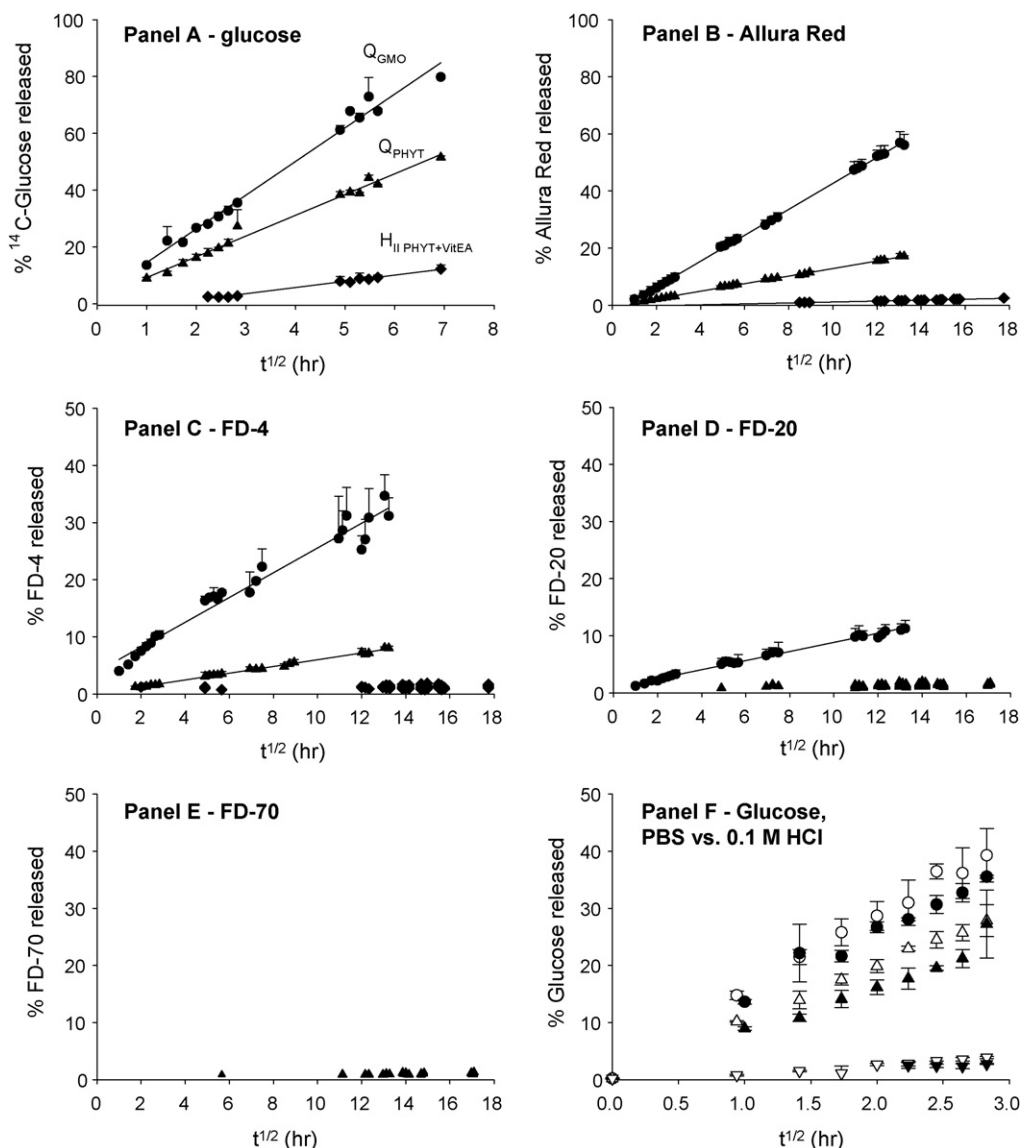 Panel A - glucose
% ¹⁴C-Glucose released
100
80
60
40
20
0
Q_GMO
Q_PHYT
H_II PHYT+VitEA
0 1 2 3 4 5 6 7 8
t^1/2 (hr)
Panel B - Allura Red
% Allura Red released
100
80
60
40
20
0
0 2 4 6 8 10 12 14 16 18
t^1/2 (hr)
Panel C - FD-4
% FD-4 released
50
40
30
20
10
0
0 2 4 6 8 10 12 14 16 18
t^1/2 (hr)
Panel D - FD-20
% FD-20 released
50
40
30
20
10
0
0 2 4 6 8 10 12 14 16 18
t^1/2 (hr)
Panel E - FD-70
% FD-70 released
50
40
30
20
10
0
0 2 4 6 8 10 12 14 16 18
t^1/2 (hr)
Panel F - Glucose,
PBS vs. 0.1 M HCl
% Glucose released
50
40
30
20
10
0
0.0 0.5 1.0 1.5 2.0 2.5 3.0
t^1/2 (hr)